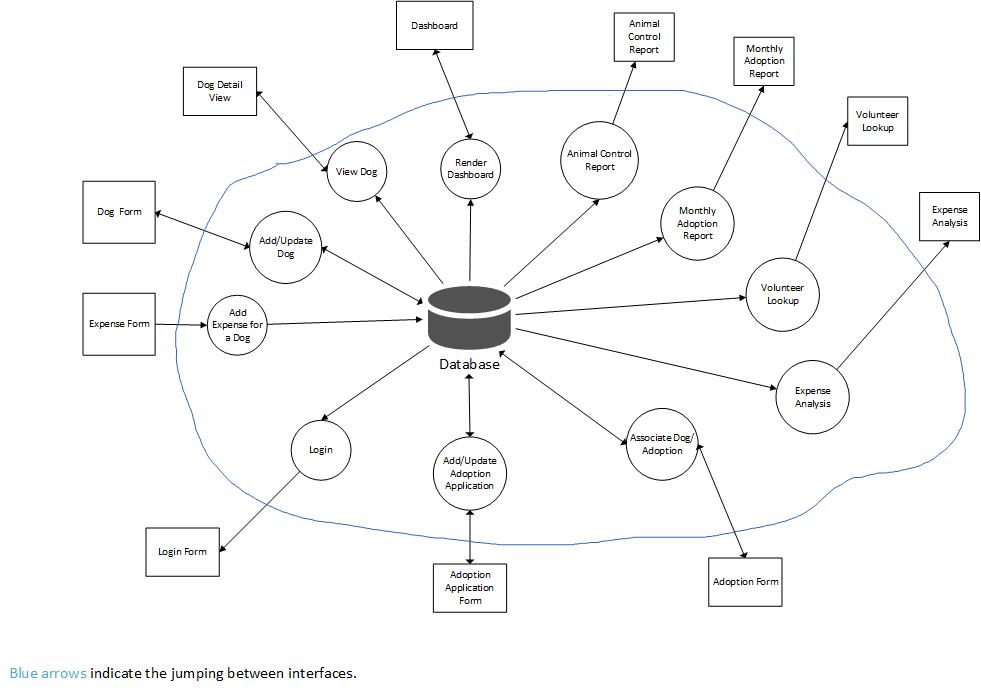 Dashboard
Animal
Control
Report
Monthly
Adoption
Report
Dog Detail
View
Volunteer
Lookup
View Dog
Render
Dashboard
Animal Control
Report
Dog Form
Add/Update
Dog
Monthly
Adoption
Report
Expense
Analysis
Expense Form
Add
Expense for
a Dog
Volunteer
Lookup
Database
Expense
Analysis
Login
Add/Update
Adoption
Application
Associate Dog/
Adoption
Login Form
Adoption
Application
Form
Adoption Form
Blue arrows indicate the jumping between interfaces.